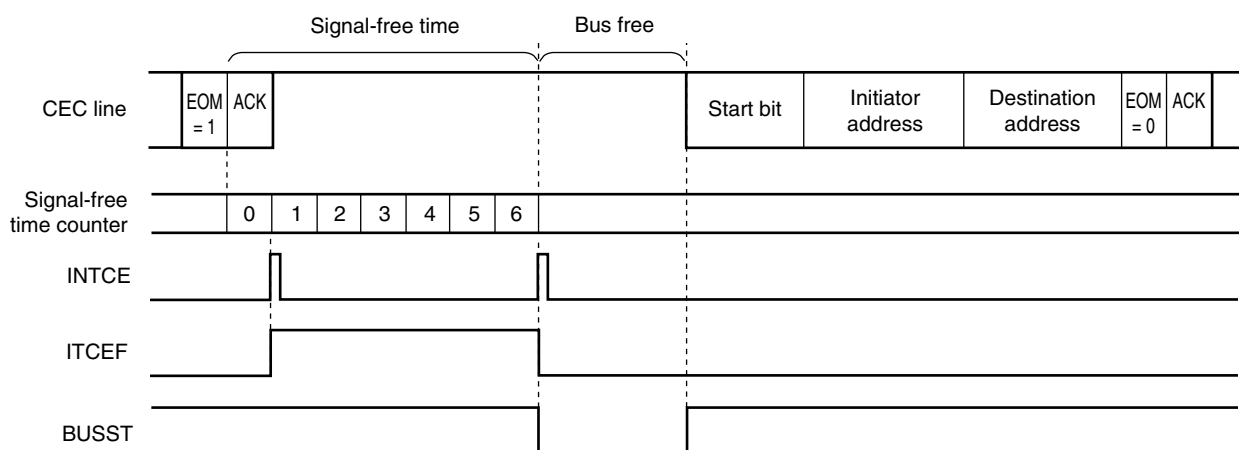 Signal-free time
Bus free
CEC line
EOM = 1
ACK
Start bit
Initiator address
Destination address
EOM = 0
ACK
Signal-free time counter
0 1 2 3 4 5 6
INTCE
ITCEF
BUSST